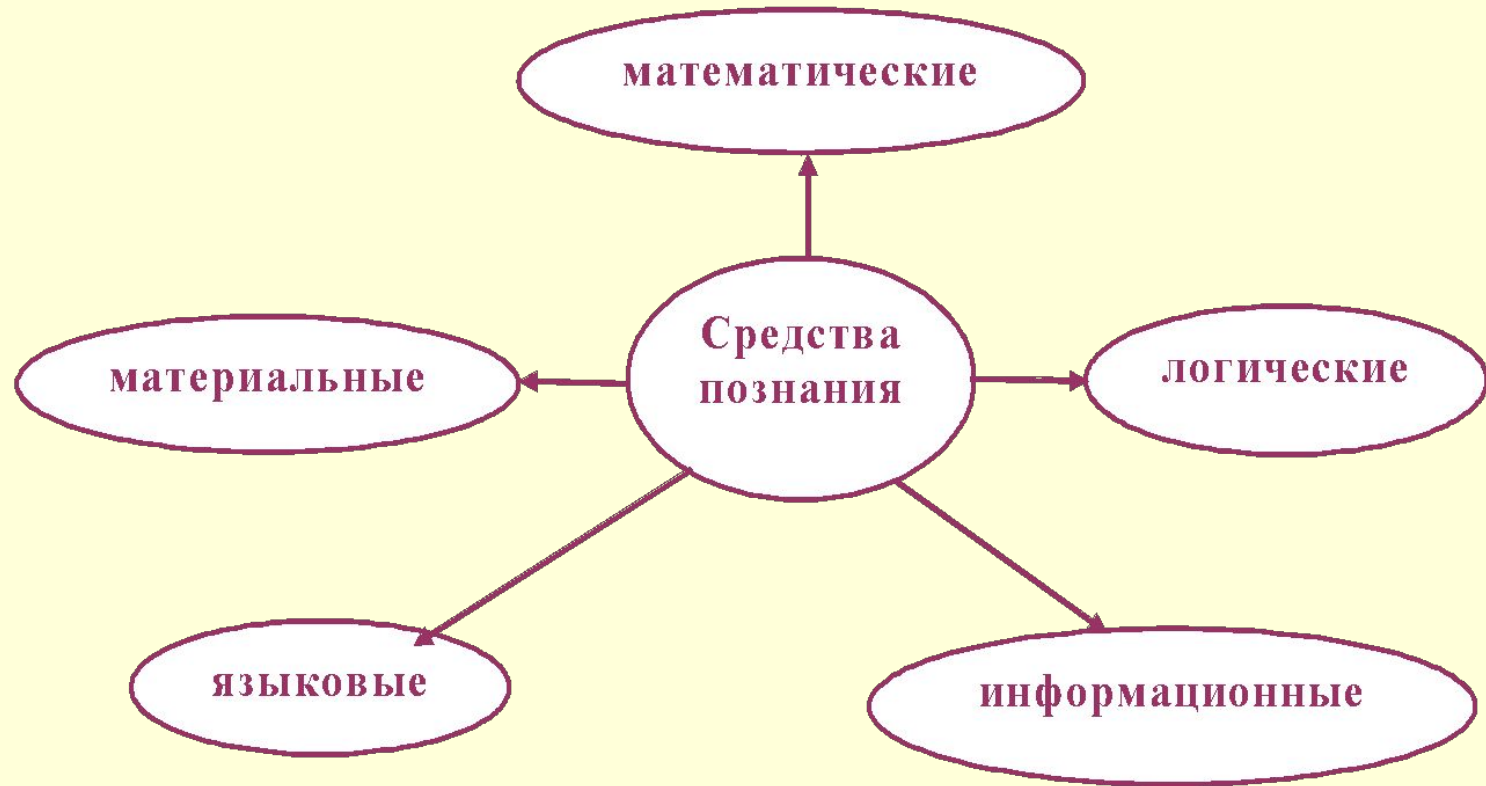 математические
Средства
познания
материальные
логические
языковые
информационные